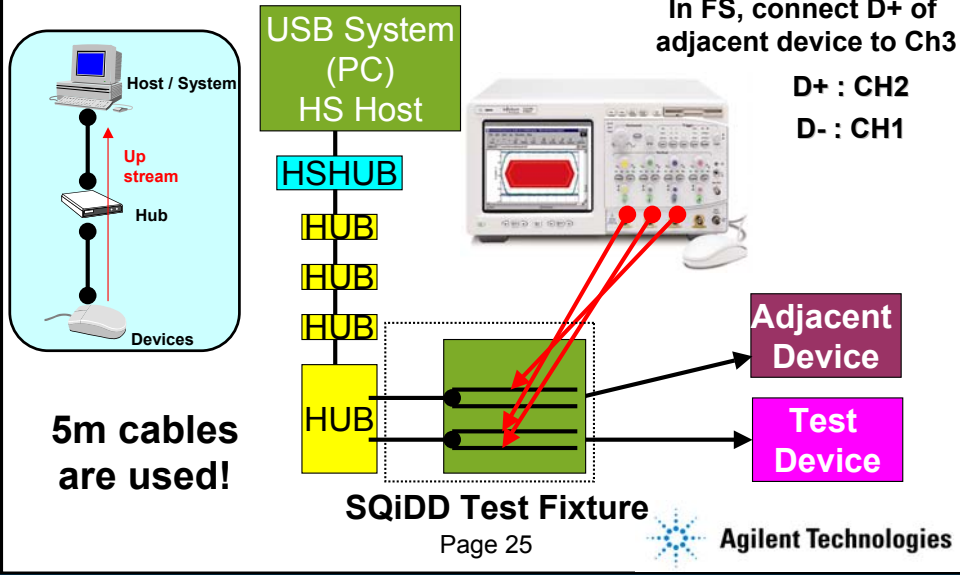 In FS, connect D+ of
adjacent device to Ch3
D+ : CH2
D- : CH1
Host / System
Up
stream
Hub
Devices
5m cables
are used!
USB System
(PC)
HS Host
HSHUB
HUB
HUB
HUB
HUB
Adjacent
Device
Test
Device
SQiDD Test Fixture
Page 25
Agilent Technologies